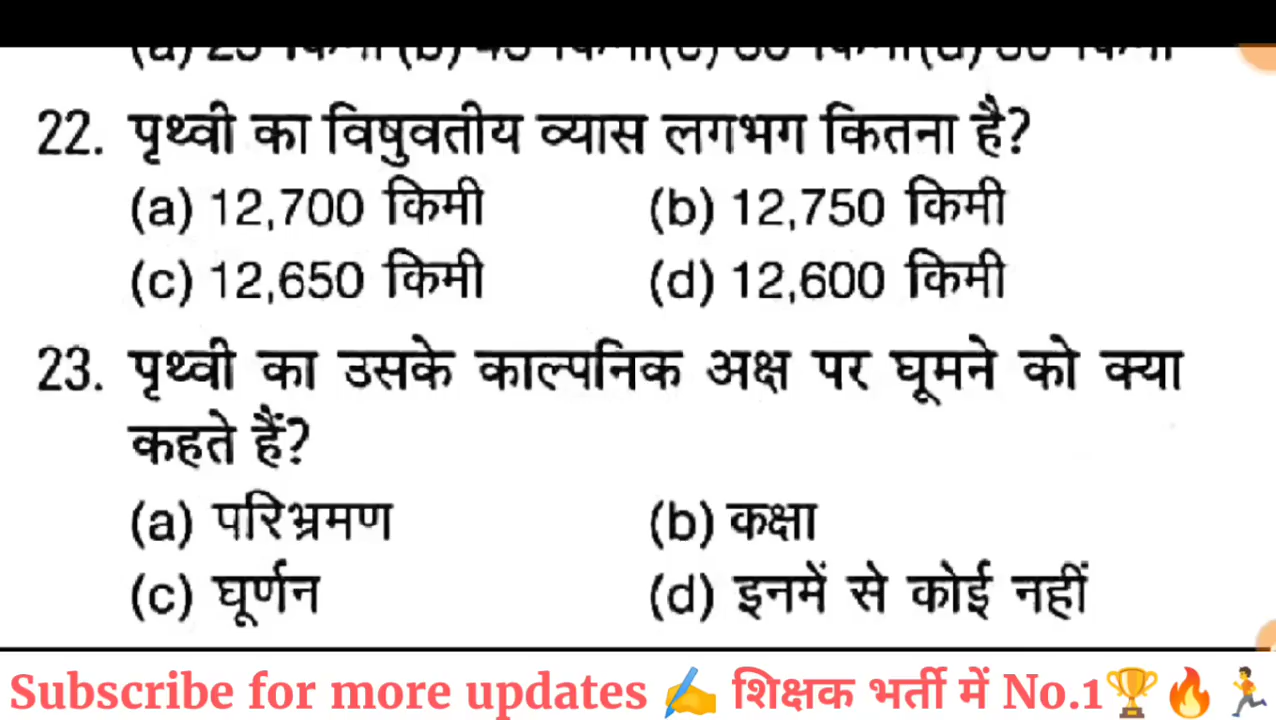 22. पृथ्वी का विषुवतीय व्यास लगभग कितना है?
(a) 12,700 किमी (b) 12,750 किमी
(c) 12,650 किमी (d) 12,600 किमी
23. पृथ्वी का उसके काल्पनिक अक्ष पर घूमने को क्या
कहते हैं?
(a) परिभ्रमण (b) कक्षा
(c) घूर्णन (d) इनमें से कोई नहीं
Subscribe for more updates ✍️ शिक्षक भर्ती में No.1🏆🔥🏃